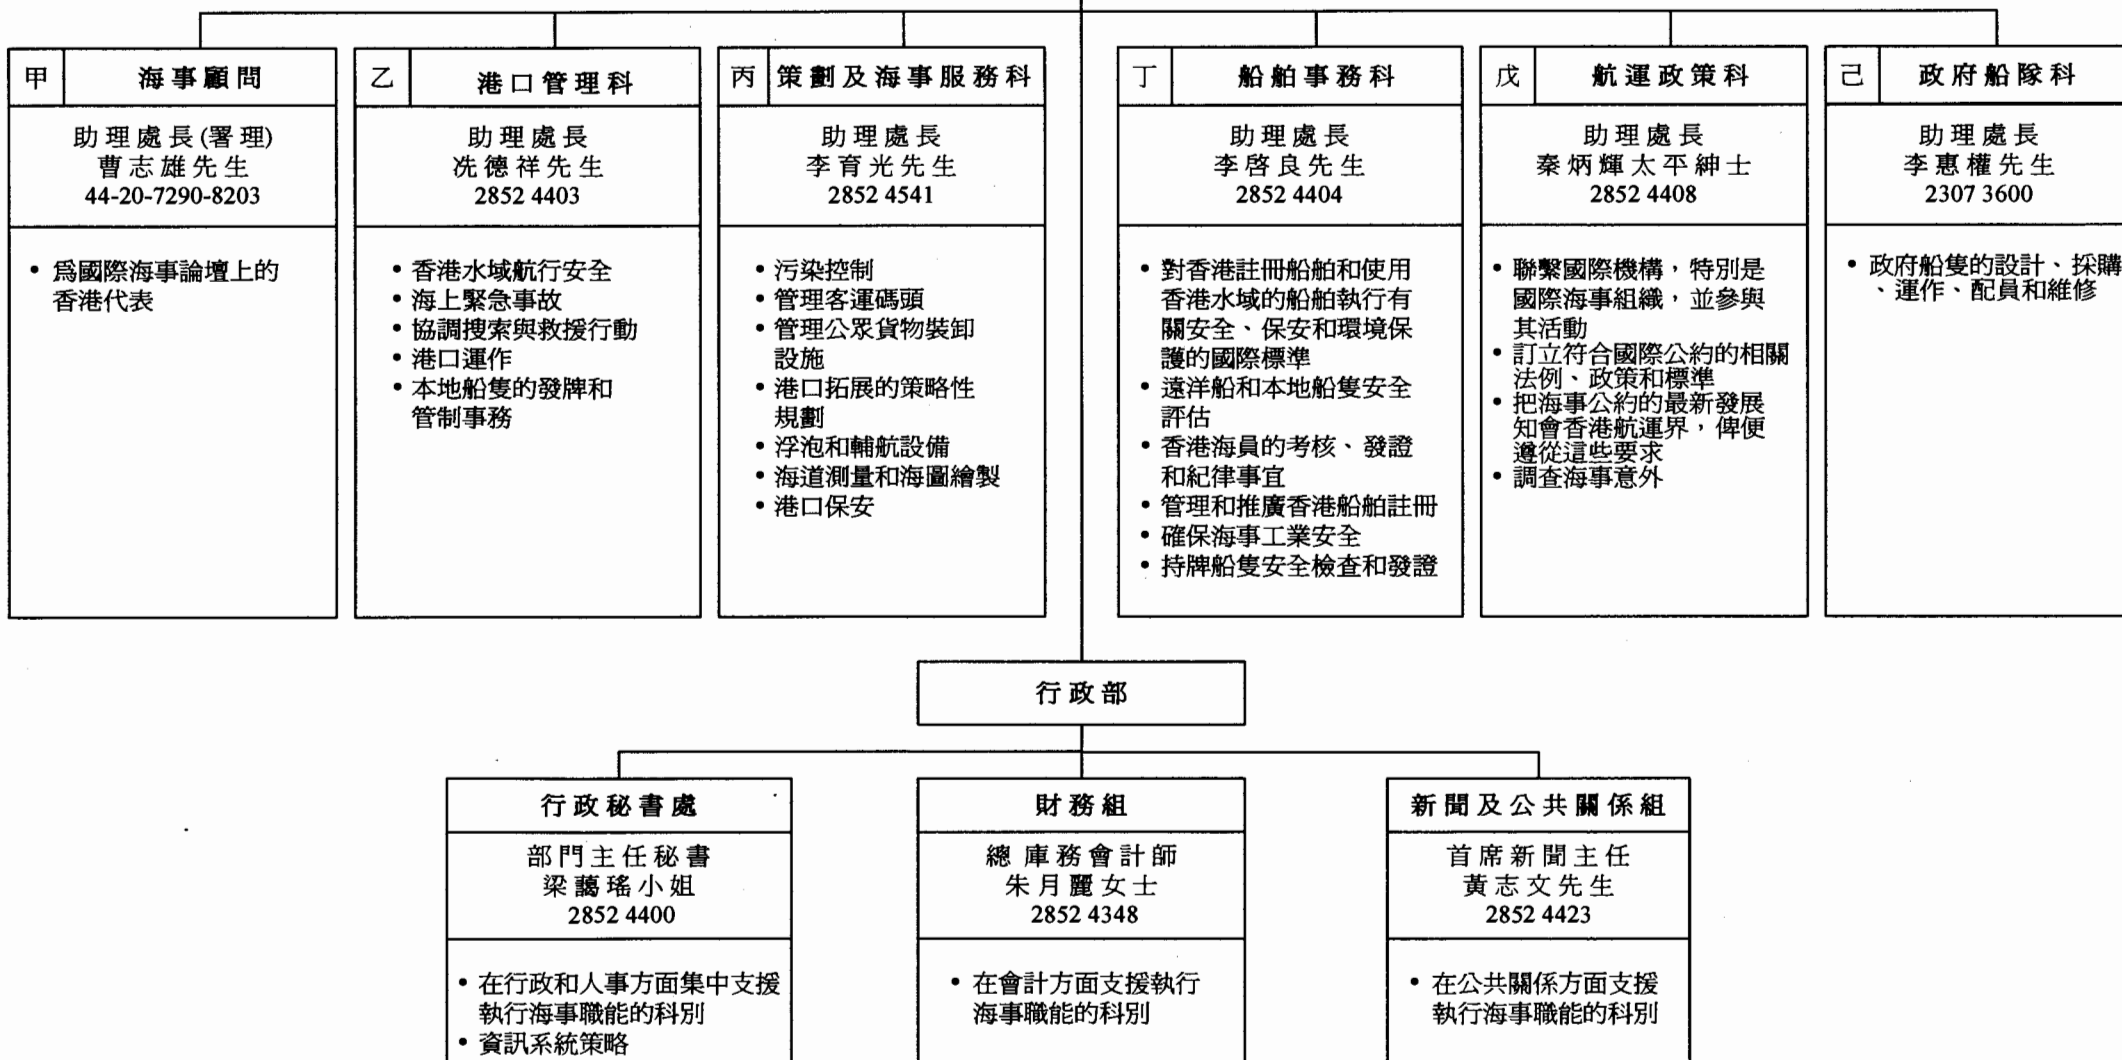 甲 海事顧問
助理處長(署理)
曹志雄先生
44-20-7290-8203
• 爲國際海事論壇上的
香港代表
乙 港口管理科
助理處長
冼德祥先生
2852 4403
• 香港水域航行安全
• 海上緊急事故
• 協調搜索與救援行動
• 港口運作
• 本地船隻的發牌和
管制事務
丙 策劃及海事服務科
助理處長
李育光先生
2852 4541
• 污染控制
• 管理客運碼頭
• 管理公眾貨物裝卸
設施
• 港口拓展的策略性
規劃
• 浮泡和輔航設備
• 海道測量和海圖繪製
• 港口保安
丁 船舶事務科
助理處長
李啓良先生
2852 4404
• 對香港註冊船舶和使用
香港水域的船舶執行有
關安全、保安和環境保
護的國際標準
• 遠洋船和本地船隻安全
評估
• 香港海員的考核、發證
和紀律事宜
• 管理和推廣香港船舶註冊
• 確保海事工業安全
• 持牌船隻安全檢查和發證
戊 航運政策科
助理處長
秦炳輝太平紳士
2852 4408
• 聯繫國際機構，特別是
國際海事組織，並參與
其活動
• 訂立符合國際公約的相關
法例、政策和標準
• 把海事公約的最新發展
知會香港航運界，俾便
遵從這些要求
• 調查海事意外
己 政府船隊科
助理處長
李惠權先生
2307 3600
• 政府船隻的設計、採購
、運作、配員和維修
行政部
行政秘書處
部門主任秘書
梁藹瑤小姐
2852 4400
• 在行政和人事方面集中支援
執行海事職能的科別
• 資訊系統策略
財務組
總庫務會計師
朱月麗女士
2852 4348
• 在會計方面支援執行
海事職能的科別
新聞及公共關係組
首席新聞主任
黃志文先生
2852 4423
• 在公共關係方面支援
執行海事職能的科別